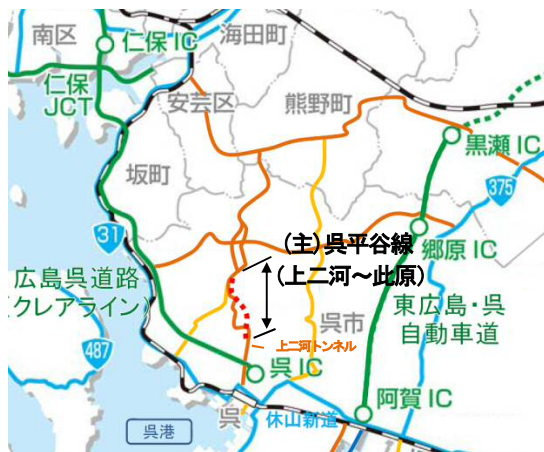 南区
仁保IC
海田町
仁保
JCT
安芸区
熊野町
黒瀬IC
坂町
375
31
(主)呉平谷線
(上二河～此原)
郷原IC
広島呉道路
(クレアライン)
呉市
東広島・呉
自動車道
487
上二河トンネル
呉IC
阿賀IC
呉
休山新道
呉港